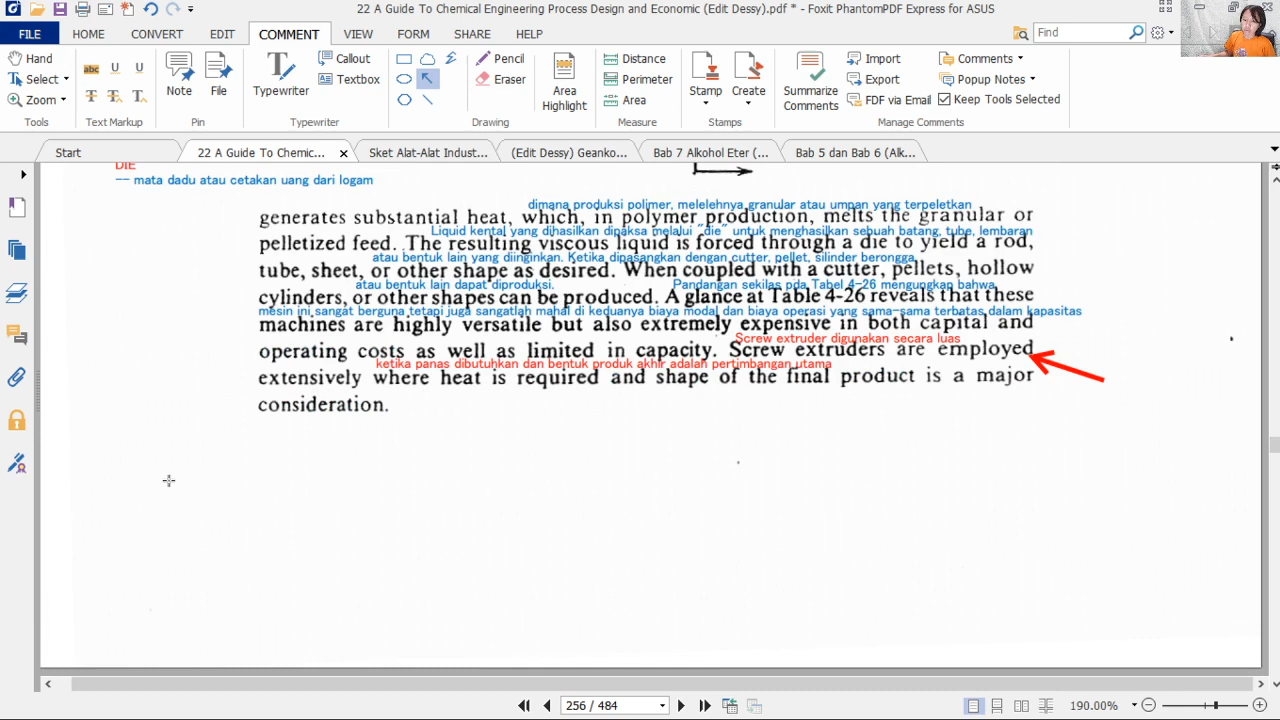 22 A Guide To Chemical Engineering Process Design and Economic (Edit Dessy).pdf * - Foxit PhantomPDF Express for ASUS
FILE HOME CONVERT EDIT COMMENT VIEW FORM SHARE HELP Find
Hand Select Zoom
Tools
abc U U T T T
Text Markup
Note File
Pin
Typewriter Callout Textbox
Typewriter
Pencil Eraser
Drawing
Area Highlight
Distance Perimeter Area
Measure
Stamp Create
Stamps
Summarize Comments
Import Export FDF via Email
Comments Popup Notes Keep Tools Selected
Manage Comments
Start 22 A Guide To Chemic... Sket Alat-Alat Indust... (Edit Dessy) Geanko... Bab 7 Alkohol Eter (... Bab 5 dan Bab 6 (Alk...
DIE
-- mata dadu atau cetakan uang dari logam
dimana produksi polimer, melelehnya granular atau umpan yang terpeletkan
generates substantial heat, which, in polymer production, melts the granular or
Liquid kental yang dihasilkan dipaksa melalui "die" untuk menghasilkan sebuah batang, tube, lembaran
pelletized feed. The resulting viscous liquid is forced through a die to yield a rod,
atau bentuk lain yang diinginkan. Ketika dipasangkan dengan cutter, pellet, silinder berongga,
tube, sheet, or other shape as desired. When coupled with a cutter, pellets, hollow
atau bentuk lain dapat diproduksi. Pandangan sekilas pda Tabel 4-26 mengungkap bahwa
cylinders, or other shapes can be produced. A glance at Table 4-26 reveals that these
mesin ini sangat berguna tetapi juga sangatlah mahal di keduanya biaya modal dan biaya operasi yang sama-sama terbatas dalam kapasitas
machines are highly versatile but also extremely expensive in both capital and
Screw extruder digunakan secara luas
operating costs as well as limited in capacity. Screw extruders are employed
ketika panas dibutuhkan dan bentuk produk akhir adalah pertimbangan utama
extensively where heat is required and shape of the final product is a major
consideration.
256 / 484 190.00%